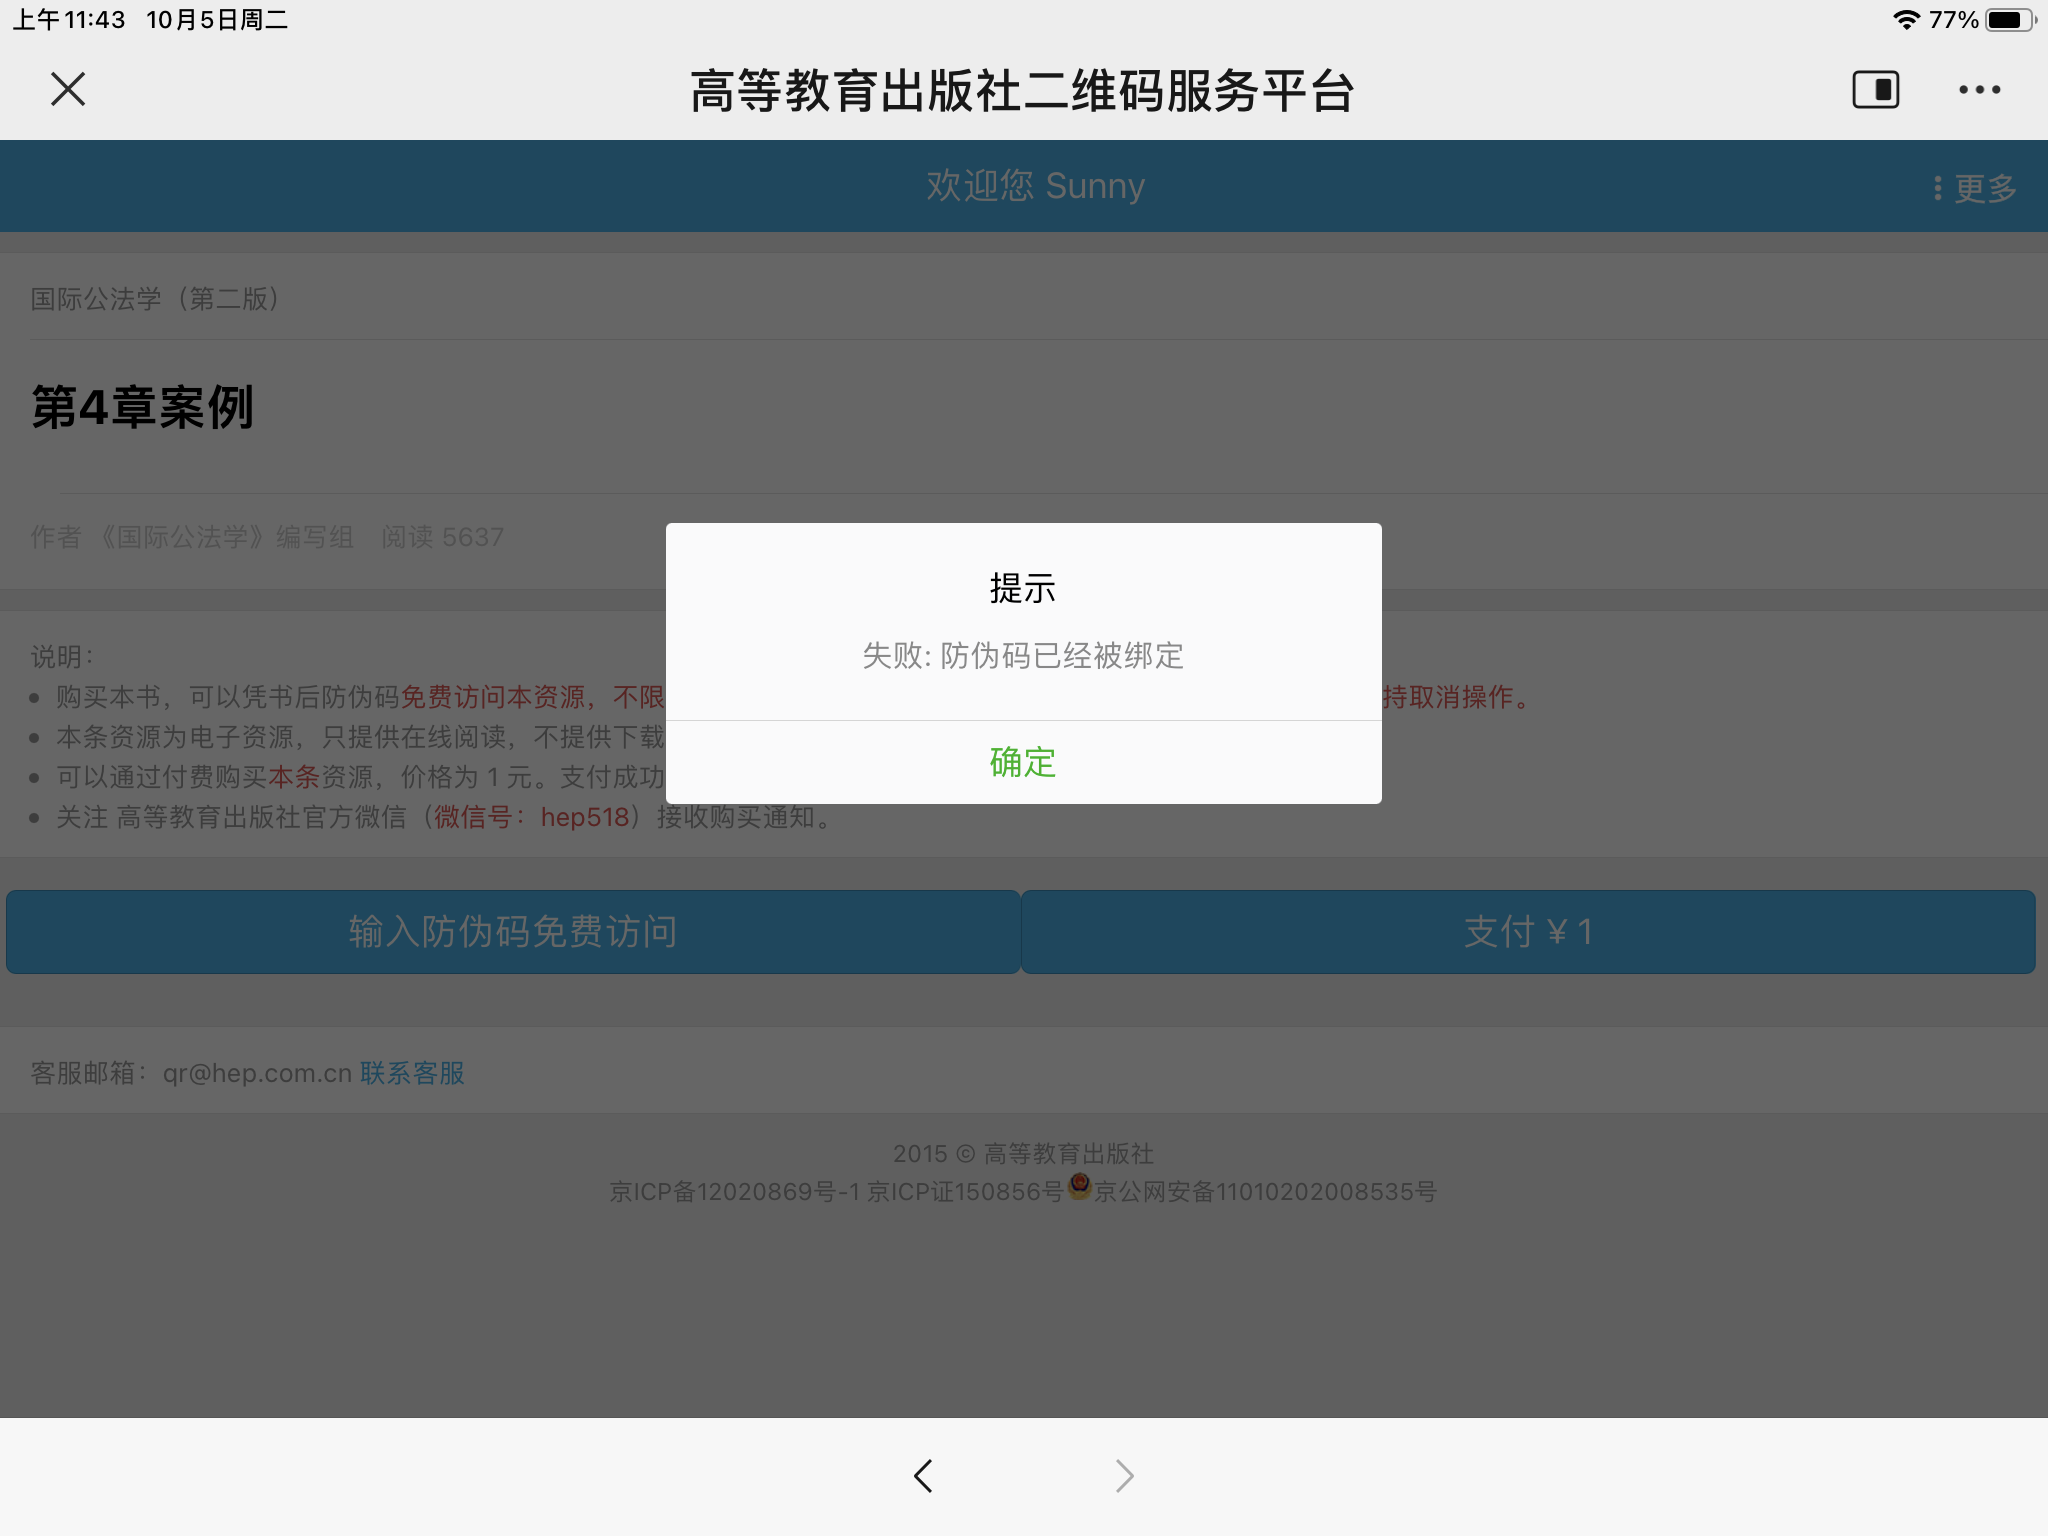 上午11:43 10月5日周二 77%
高等教育出版社二维码服务平台
欢迎您 Sunny 更多
国际公法学（第二版）
第4章案例
作者 《国际公法学》编写组 阅读 5637
提示
失败: 防伪码已经被绑定
确定
说明：
购买本书，可以凭书后防伪码免费访问本资源，不限 持取消操作。
本条资源为电子资源，只提供在线阅读，不提供下载
可以通过付费购买本条资源，价格为 1 元。支付成功
关注 高等教育出版社官方微信（微信号：hep518）接收购买通知。
输入防伪码免费访问 支付 ¥ 1
客服邮箱：qr@hep.com.cn 联系客服
2015 © 高等教育出版社
京ICP备12020869号-1 京ICP证150856号 京公网安备11010202008535号